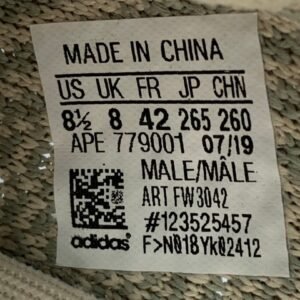 MADE IN CHINA
US UK FR JP CHN
8½ 8 42 265 260
APE 779001 07/19
MALE/MÂLE
ART FW3042
#123525457
adidas F>N018Yk02412